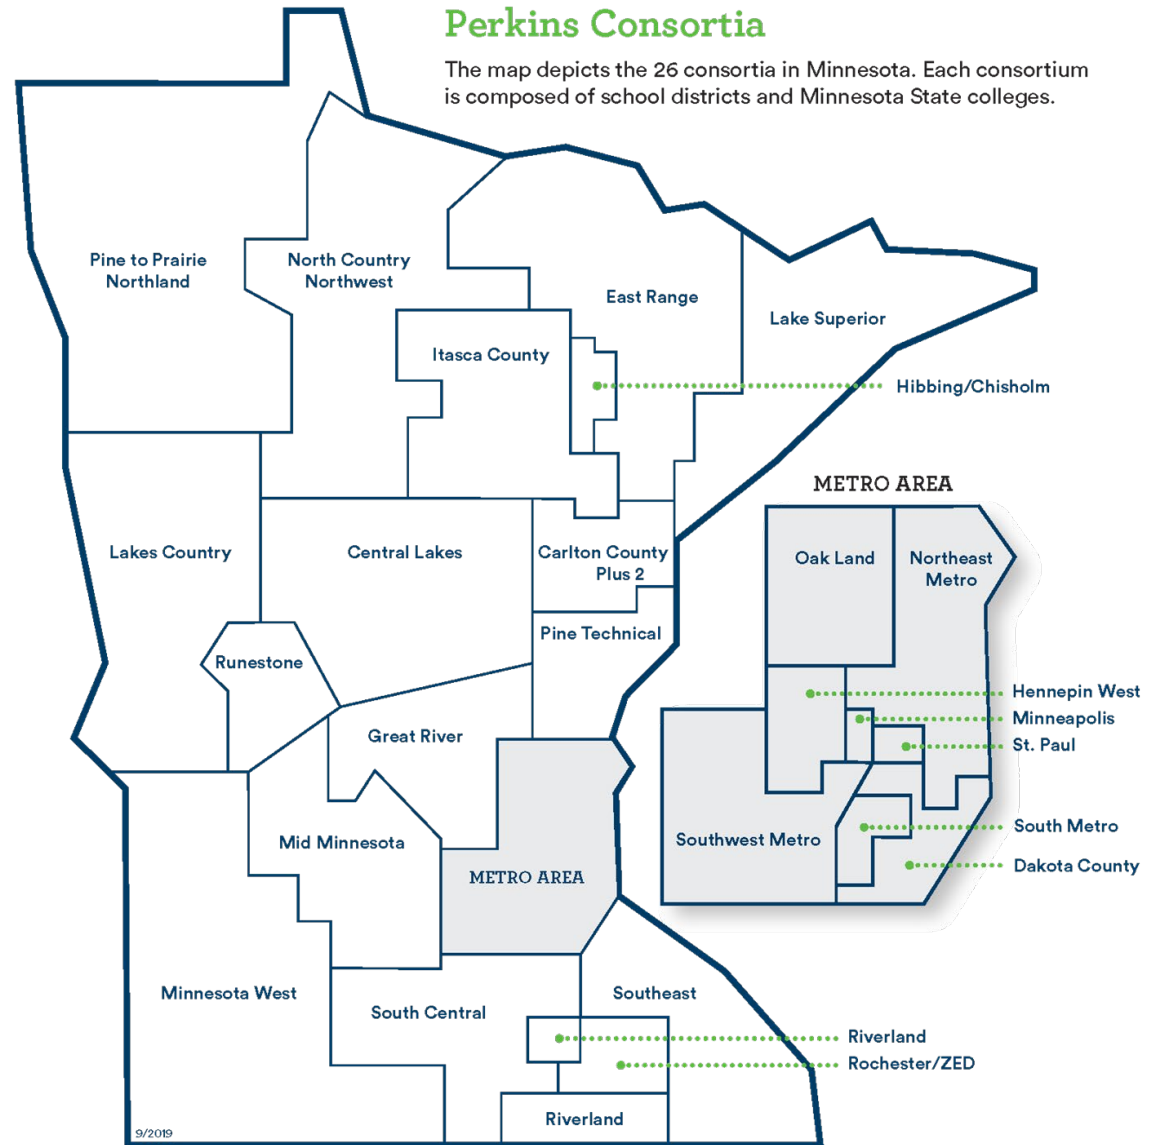 Perkins Consortia
The map depicts the 26 consortia in Minnesota. Each consortium
is composed of school districts and Minnesota State colleges.
Pine to Prairie
Northland
North Country
Northwest
East Range
Lake Superior
Itasca County
Hibbing/Chisholm
METRO AREA
Lakes Country
Central Lakes
Carlton County
Plus 2
Oak Land
Northeast
Metro
Pine Technical
Runestone
Hennepin West
Minneapolis
Great River
St. Paul
South Metro
Mid Minnesota
Southwest Metro
Dakota County
METRO AREA
Minnesota West
Southeast
South Central
Riverland
Rochester/ZED
Riverland
9/2019